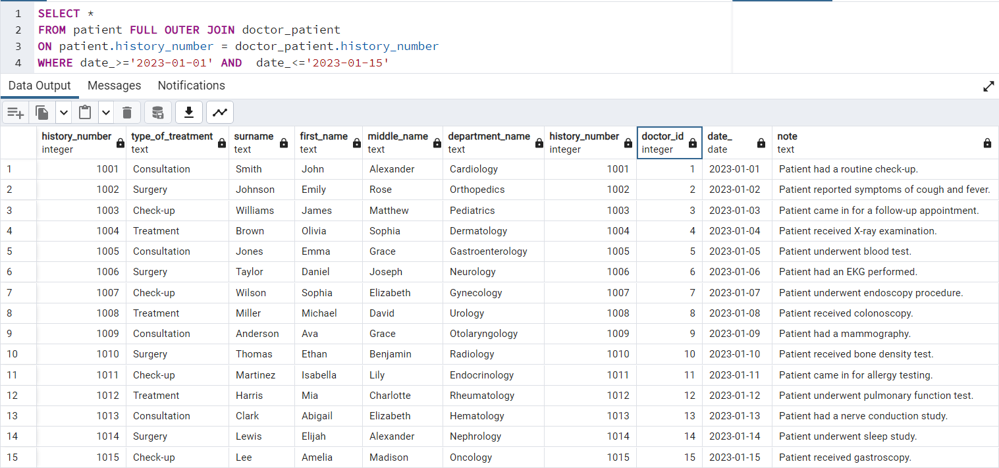 1 SELECT *
2 FROM patient FULL OUTER JOIN doctor_patient
3 ON patient.history_number = doctor_patient.history_number
4 WHERE date_>='2023-01-01' AND  date_<='2023-01-15'
Data Output Messages Notifications
history_number type_of_treatment surname first_name middle_name department_name history_number doctor_id date_ note
integer text text text text text integer integer date text
1 1001 Consultation Smith John Alexander Cardiology 1001 1 2023-01-01 Patient had a routine check-up.
2 1002 Surgery Johnson Emily Rose Orthopedics 1002 2 2023-01-02 Patient reported symptoms of cough and fever.
3 1003 Check-up Williams James Matthew Pediatrics 1003 3 2023-01-03 Patient came in for a follow-up appointment.
4 1004 Treatment Brown Olivia Sophia Dermatology 1004 4 2023-01-04 Patient received X-ray examination.
5 1005 Consultation Jones Emma Grace Gastroenterology 1005 5 2023-01-05 Patient underwent blood test.
6 1006 Surgery Taylor Daniel Joseph Neurology 1006 6 2023-01-06 Patient had an EKG performed.
7 1007 Check-up Wilson Sophia Elizabeth Gynecology 1007 7 2023-01-07 Patient underwent endoscopy procedure.
8 1008 Treatment Miller Michael David Urology 1008 8 2023-01-08 Patient received colonoscopy.
9 1009 Consultation Anderson Ava Grace Otolaryngology 1009 9 2023-01-09 Patient had a mammography.
10 1010 Surgery Thomas Ethan Benjamin Radiology 1010 10 2023-01-10 Patient received bone density test.
11 1011 Check-up Martinez Isabella Lily Endocrinology 1011 11 2023-01-11 Patient came in for allergy testing.
12 1012 Treatment Harris Mia Charlotte Rheumatology 1012 12 2023-01-12 Patient underwent pulmonary function test.
13 1013 Consultation Clark Abigail Elizabeth Hematology 1013 13 2023-01-13 Patient had a nerve conduction study.
14 1014 Surgery Lewis Elijah Alexander Nephrology 1014 14 2023-01-14 Patient underwent sleep study.
15 1015 Check-up Lee Amelia Madison Oncology 1015 15 2023-01-15 Patient received gastroscopy.